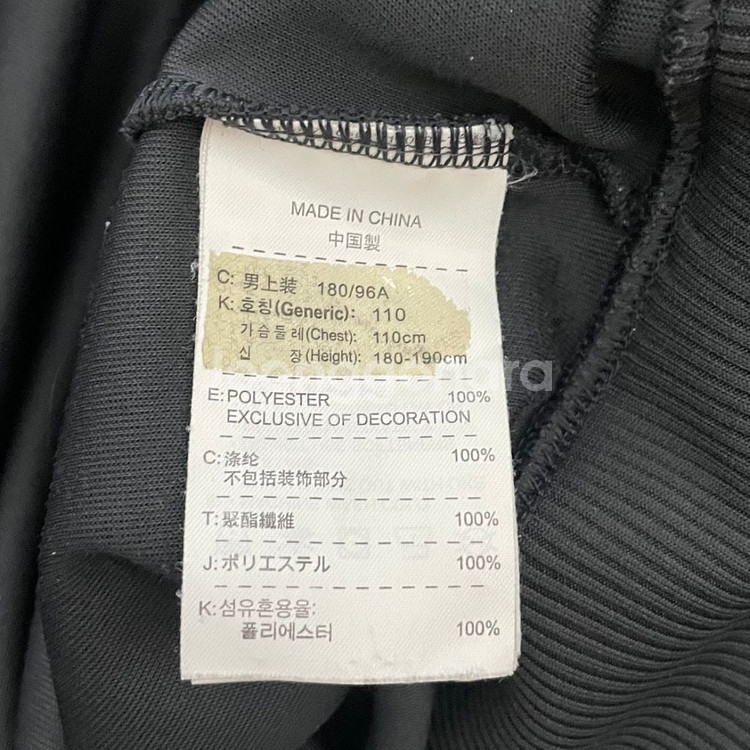 MADE IN CHINA
中国製
C: 男上装 180/96A
K: 호칭(Generic): 110
가슴둘레(Chest): 110cm
신 장(Height): 180-190cm
E: POLYESTER 100%
EXCLUSIVE OF DECORATION
C: 涤纶 100%
不包括装饰部分
T: 聚酯纖維 100%
J: ポリエステル 100%
K: 섬유혼용율:
폴리에스터 100%